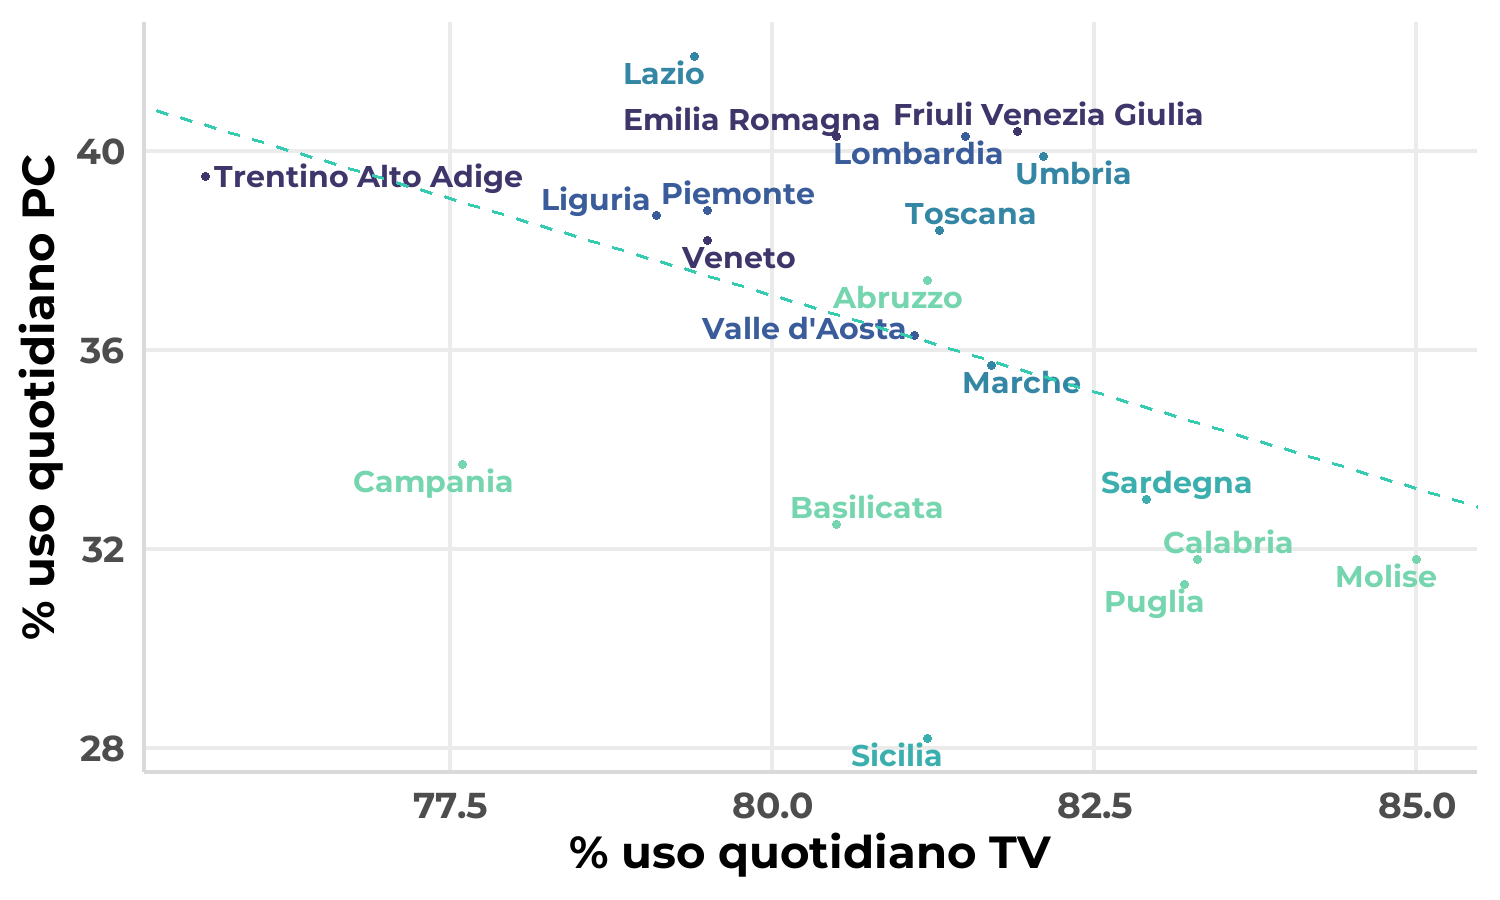 Lazio
Emilia Romagna
Friuli Venezia Giulia
40
Lombardia
Umbria
Trentino Alto Adige
Liguria
Piemonte
Toscana
Veneto
Abruzzo
Valle d'Aosta
36
Marche
Campania
Sardegna
Basilicata
32
Calabria
Molise
Puglia
28
Sicilia
% uso quotidiano PC
77.5
80.0
82.5
85.0
% uso quotidiano TV